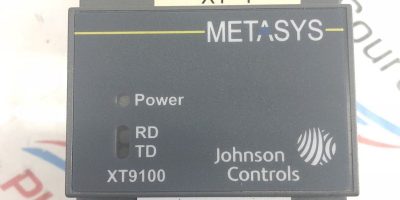 METASYS
Power
RD
TD
XT9100
Johnson
Controls